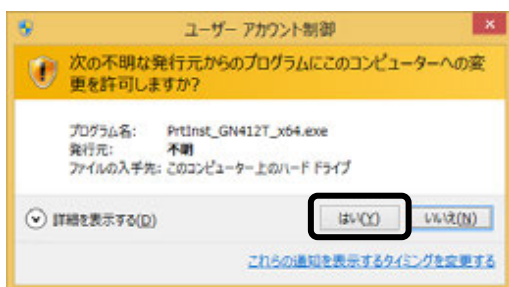 ユーザー アカウント制御
次の不明な発行元からのプログラムにこのコンピューターへの変
更を許可しますか?
プログラム名: PrtInst_GN412T_x64.exe
発行元: 不明
ファイルの入手先: このコンピューター上のハード ドライブ
詳細を表示する(D) はい(Y) いいえ(N)
これらの通知を表示するタイミングを変更する